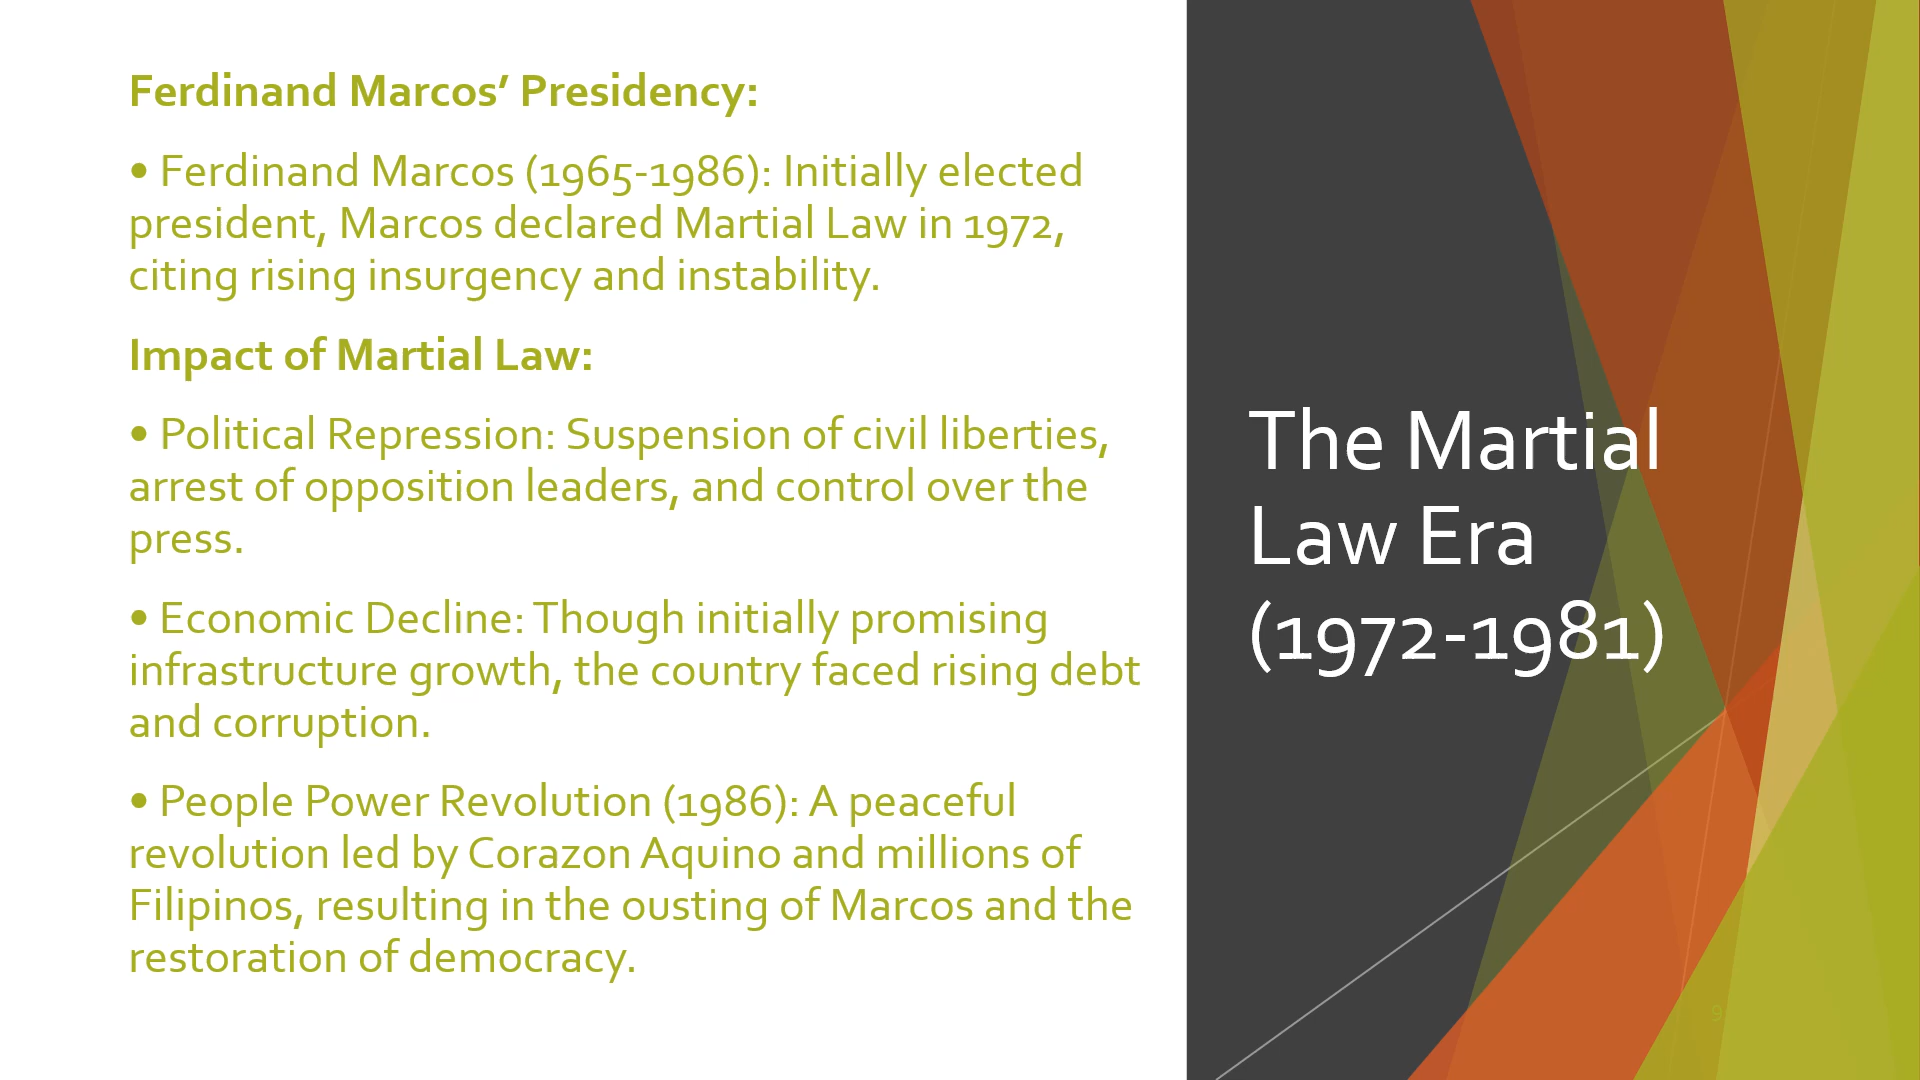 Ferdinand Marcos’ Presidency:
• Ferdinand Marcos (1965-1986): Initially elected
president, Marcos declared Martial Law in 1972,
citing rising insurgency and instability.
Impact of Martial Law:
• Political Repression: Suspension of civil liberties,
arrest of opposition leaders, and control over the
press.
• Economic Decline: Though initially promising
infrastructure growth, the country faced rising debt
and corruption.
• People Power Revolution (1986): A peaceful
revolution led by Corazon Aquino and millions of
Filipinos, resulting in the ousting of Marcos and the
restoration of democracy.
The Martial
Law Era
(1972-1981)
9